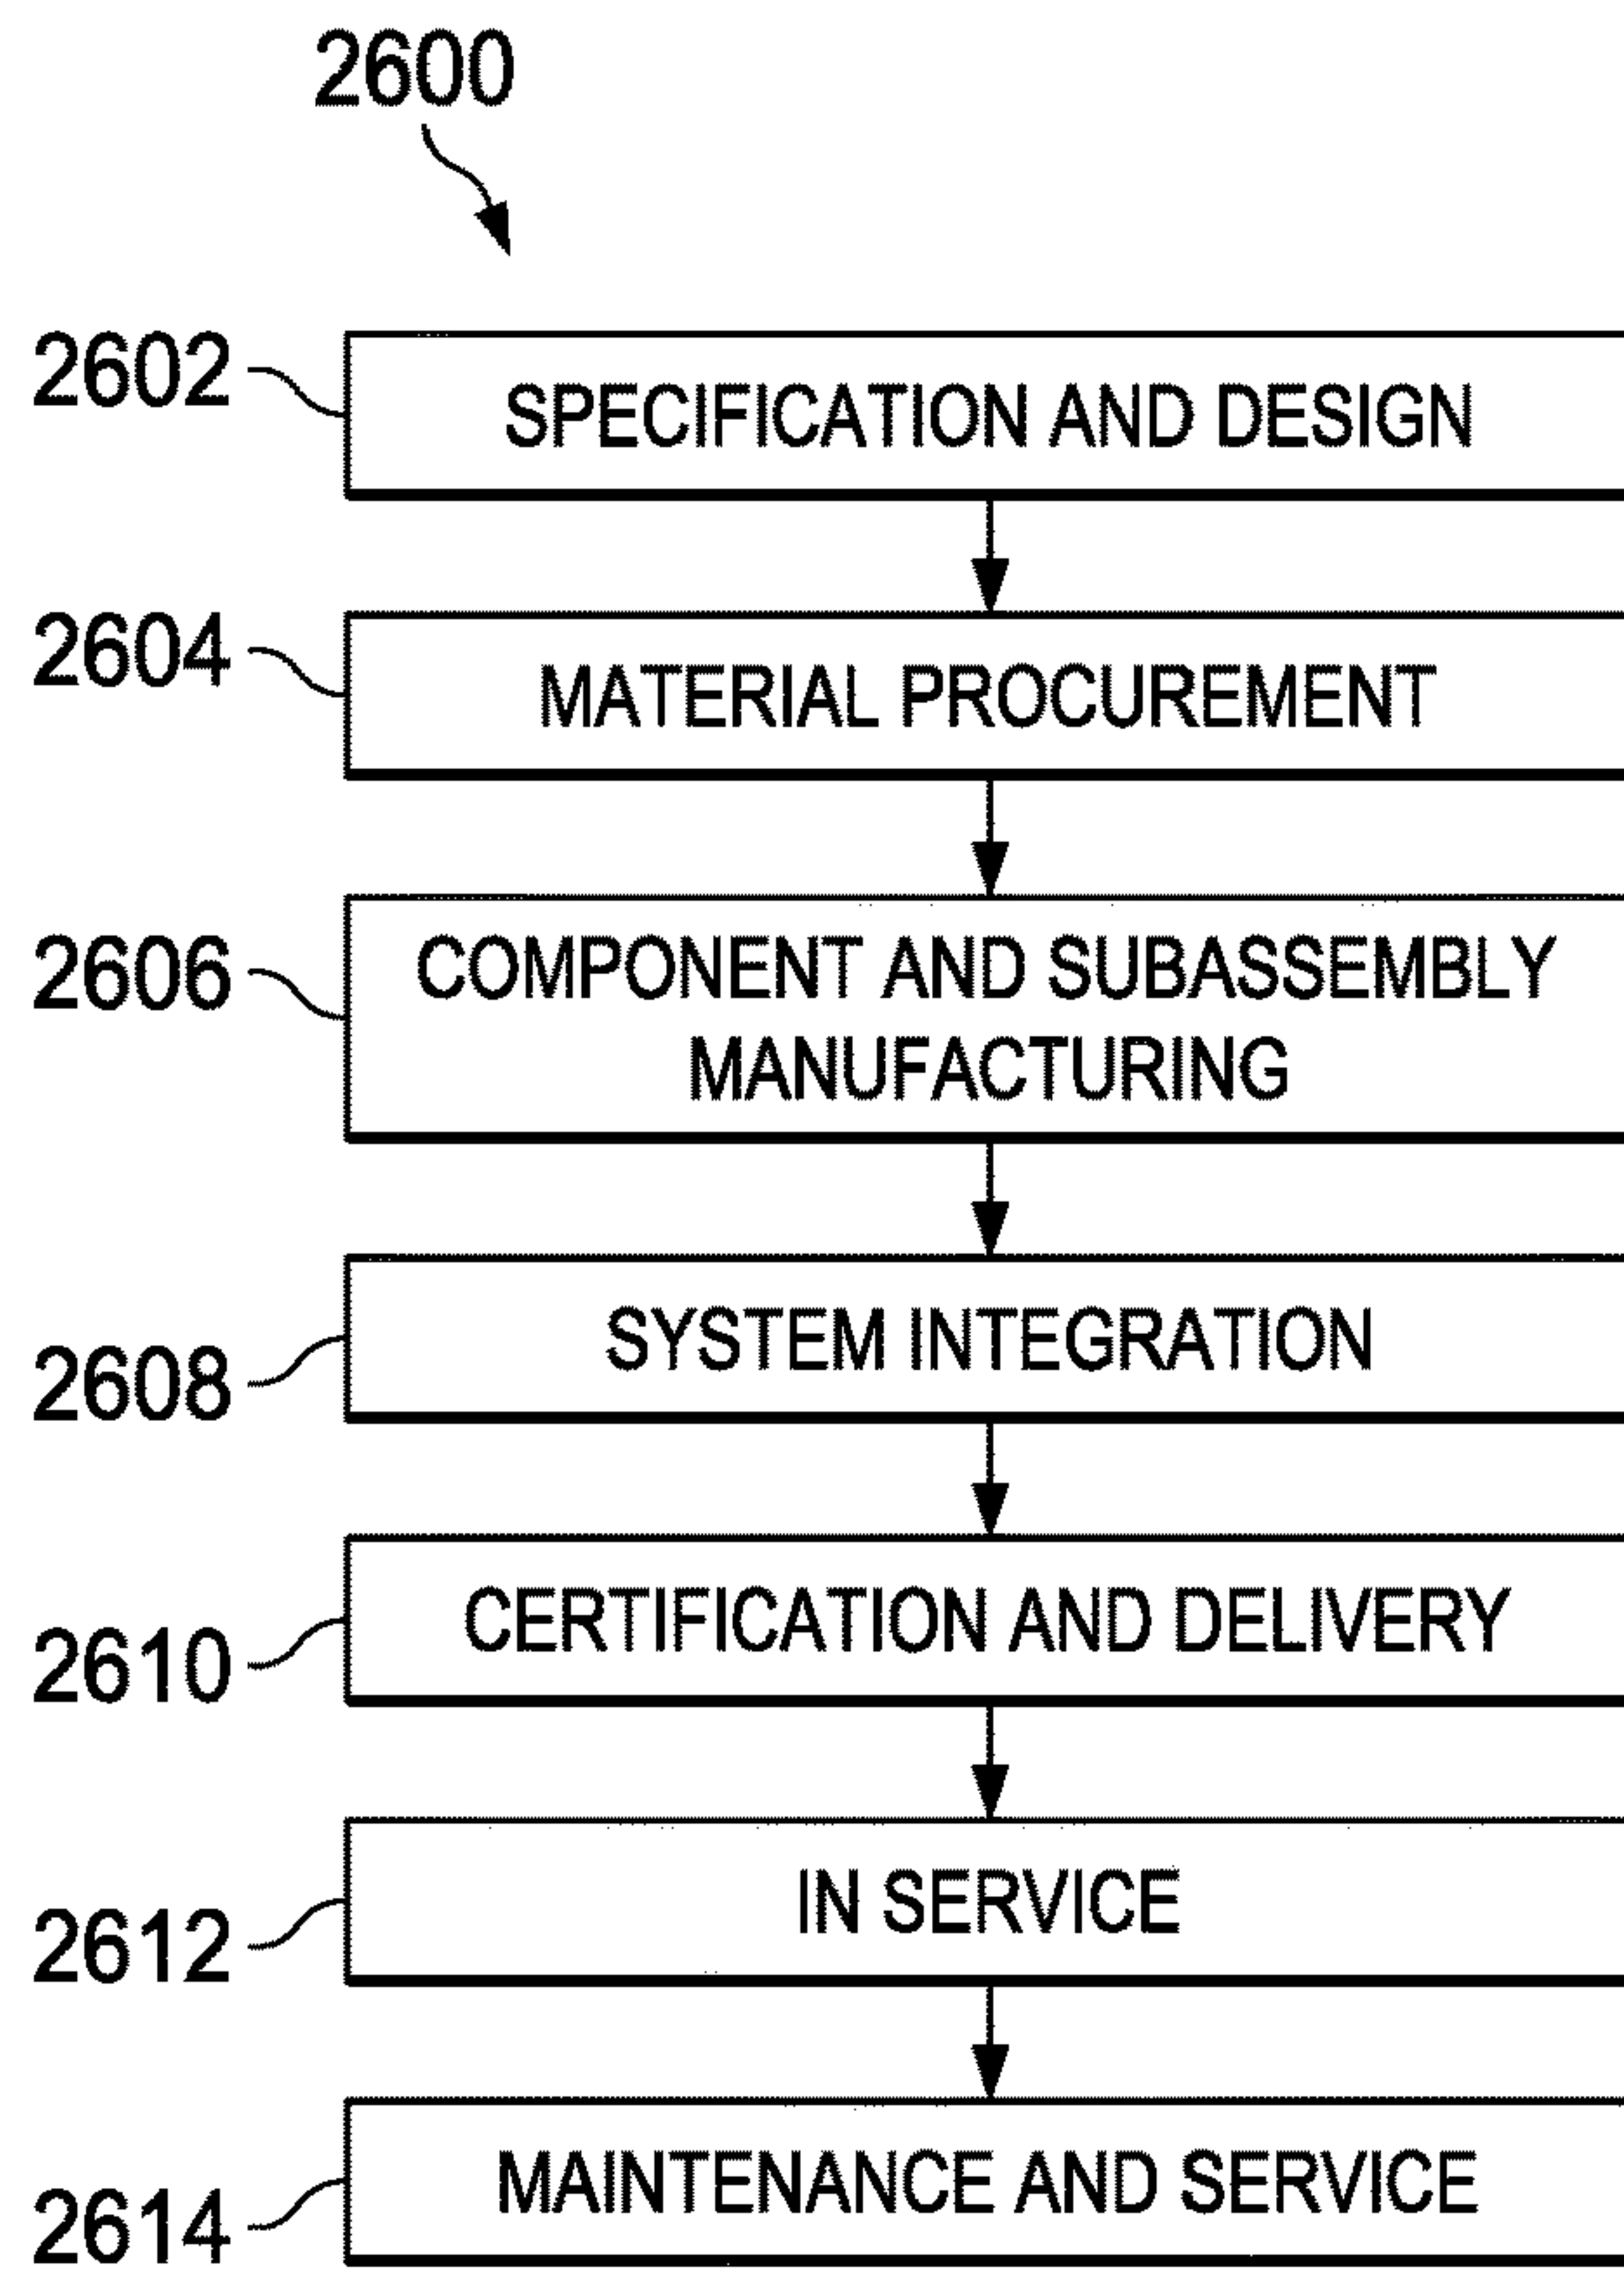 2600
2602
SPECIFICATION AND DESIGN
2604
MATERIAL PROCUREMENT
2606
COMPONENT AND SUBASSEMBLY
MANUFACTURING
2608
SYSTEM INTEGRATION
2610
CERTIFICATION AND DELIVERY
2612
IN SERVICE
2614
MAINTENANCE AND SERVICE